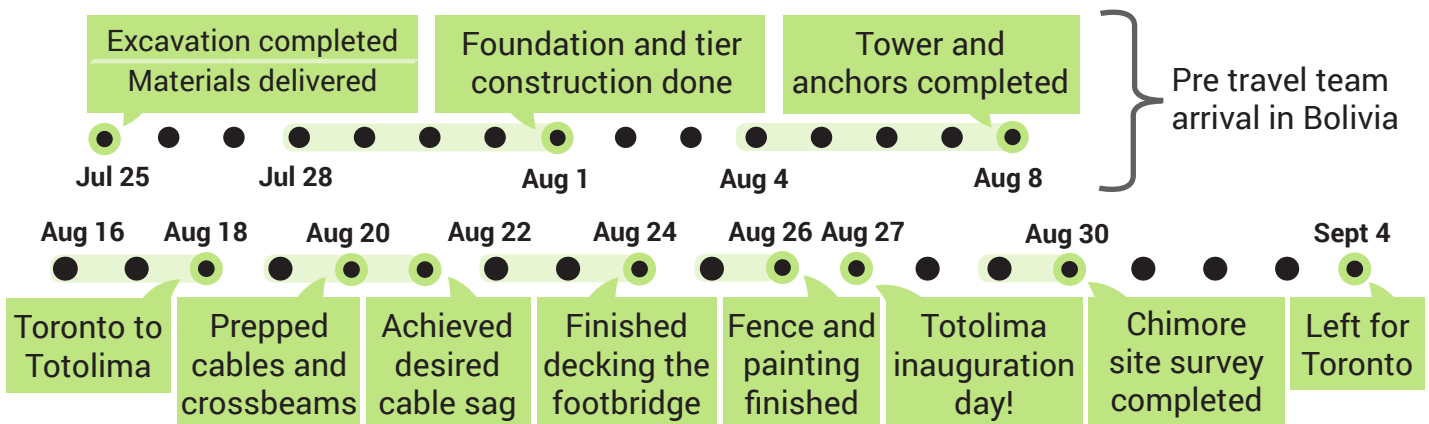 Excavation completed
Materials delivered
Foundation and tier
construction done
Tower and
anchors completed
Pre travel team
arrival in Bolivia
Jul 25
Jul 28
Aug 1
Aug 4
Aug 8
Aug 16
Aug 18
Aug 20
Aug 22
Aug 24
Aug 26
Aug 27
Aug 30
Sept 4
Toronto to
Totolima
Prepped
cables and
crossbeams
Achieved
desired
cable sag
Finished
decking the
footbridge
Fence and
painting
finished
Totolima
inauguration
day!
Chimore
site survey
completed
Left for
Toronto